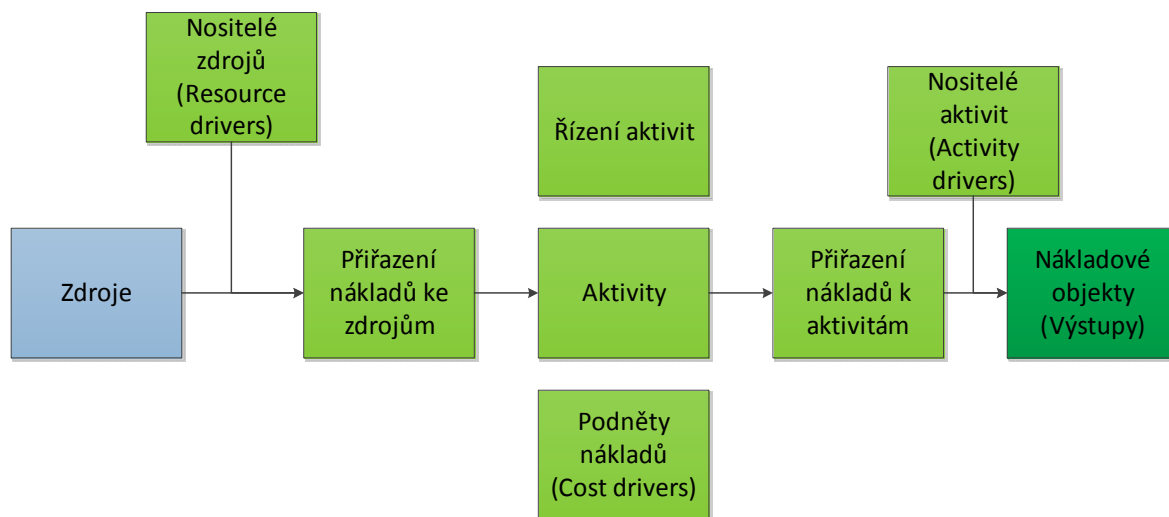 Nositelé
zdrojů
(Resource
drivers)
Řízení aktivit
Nositelé
aktivit
(Activity
drivers)
Zdroje
Přiřazení
nákladů ke
zdrojům
Aktivity
Přiřazení
nákladů k
aktivitám
Nákladové
objekty
(Výstupy)
Podněty
nákladů
(Cost drivers)